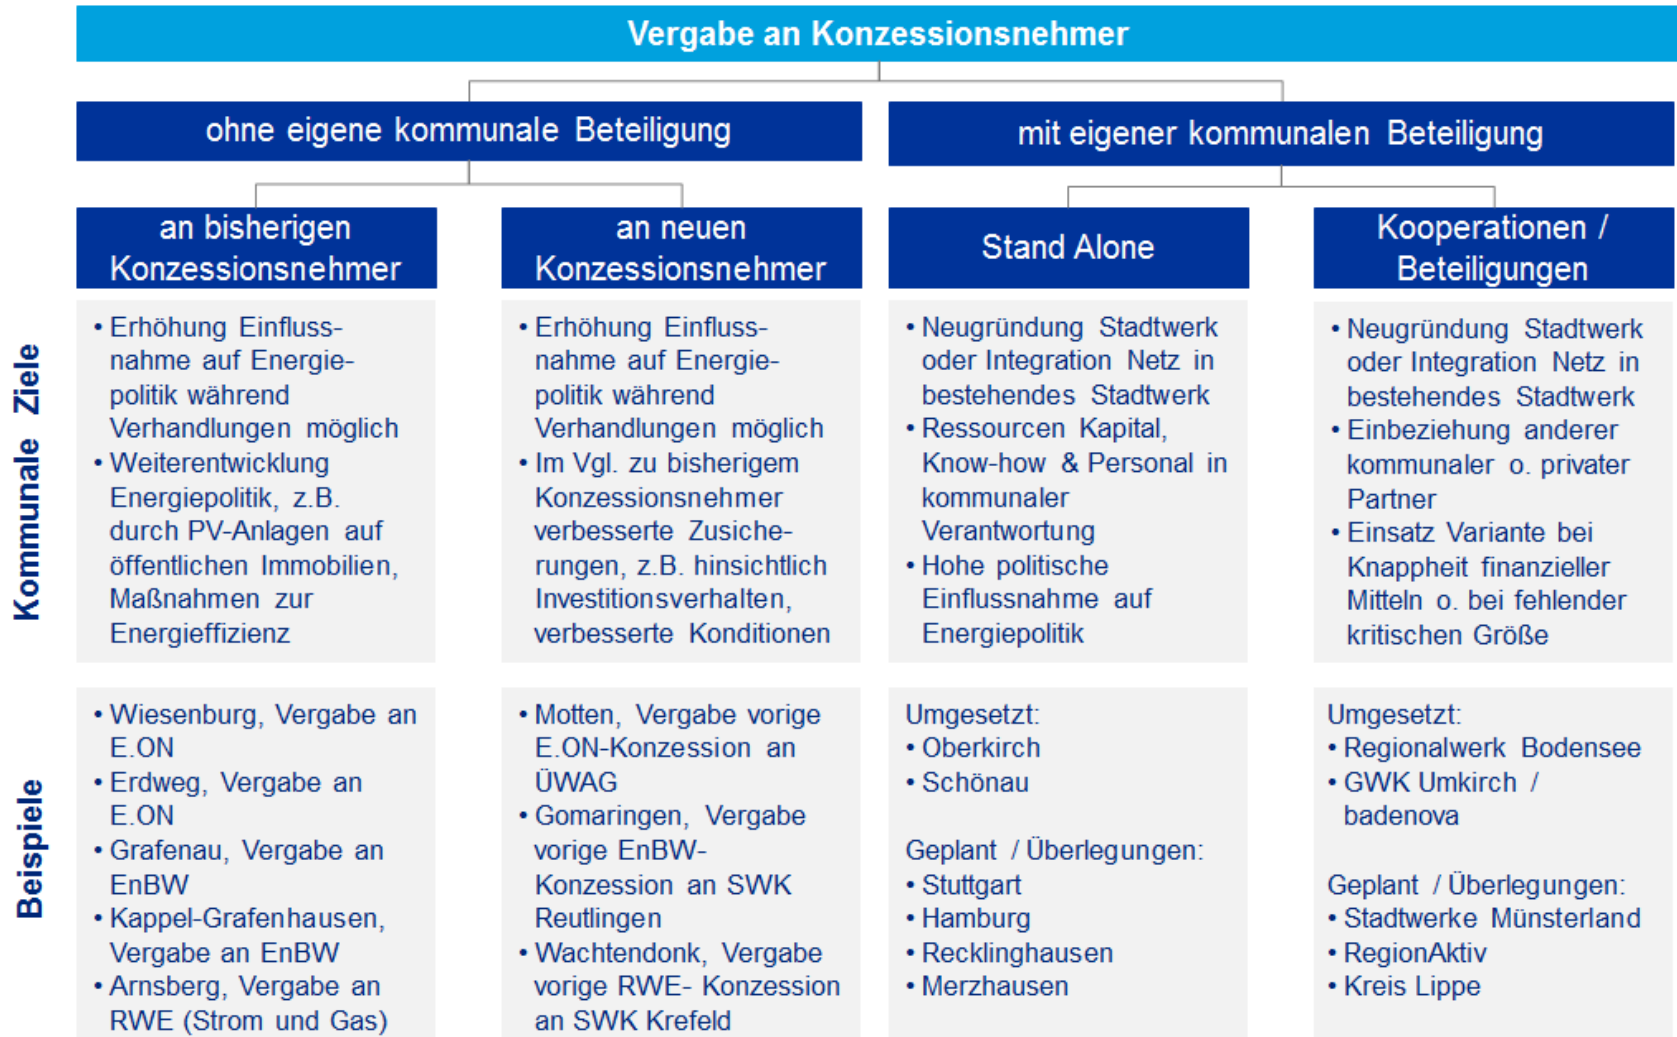 Vergabe an Konzessionsnehmer
ohne eigene kommunale Beteiligung
mit eigener kommunalen Beteiligung
an bisherigen
Konzessionsnehmer
an neuen
Konzessionsnehmer
Stand Alone
Kooperationen /
Beteiligungen
Kommunale Ziele
• Erhöhung Einfluss-
nahme auf Energie-
politik während
Verhandlungen möglich
• Weiterentwicklung
Energiepolitik, z.B.
durch PV-Anlagen auf
öffentlichen Immobilien,
Maßnahmen zur
Energieffizienz
• Erhöhung Einfluss-
nahme auf Energie-
politik während
Verhandlungen möglich
• Im Vgl. zu bisherigem
Konzessionsnehmer
verbesserte Zusiche-
rungen, z.B. hinsichtlich
Investitionsverhalten,
verbesserte Konditionen
• Neugründung Stadtwerk
oder Integration Netz in
bestehendes Stadtwerk
• Ressourcen Kapital,
Know-how & Personal in
kommunaler
Verantwortung
• Hohe politische
Einflussnahme auf
Energiepolitik
• Neugründung Stadtwerk
oder Integration Netz in
bestehendes Stadtwerk
• Einbeziehung anderer
kommunaler o. privater
Partner
• Einsatz Variante bei
Knappheit finanzieller
Mitteln o. bei fehlender
kritischen Größe
Beispiele
• Wiesenburg, Vergabe an
E.ON
• Erdweg, Vergabe an
E.ON
• Grafenau, Vergabe an
EnBW
• Kappel-Grafenhausen,
Vergabe an EnBW
• Arnsberg, Vergabe an
RWE (Strom und Gas)
• Motten, Vergabe vorige
E.ON-Konzession an
ÜWAG
• Gomaringen, Vergabe
vorige EnBW-
Konzession an SWK
Reutlingen
• Wachtendonk, Vergabe
vorige RWE- Konzession
an SWK Krefeld
Umgesetzt:
• Oberkirch
• Schönau
Geplant / Überlegungen:
• Stuttgart
• Hamburg
• Recklinghausen
• Merzhausen
Umgesetzt:
• Regionalwerk Bodensee
• GWK Umkirch /
badenova
Geplant / Überlegungen:
• Stadtwerke Münsterland
• RegionAktiv
• Kreis Lippe